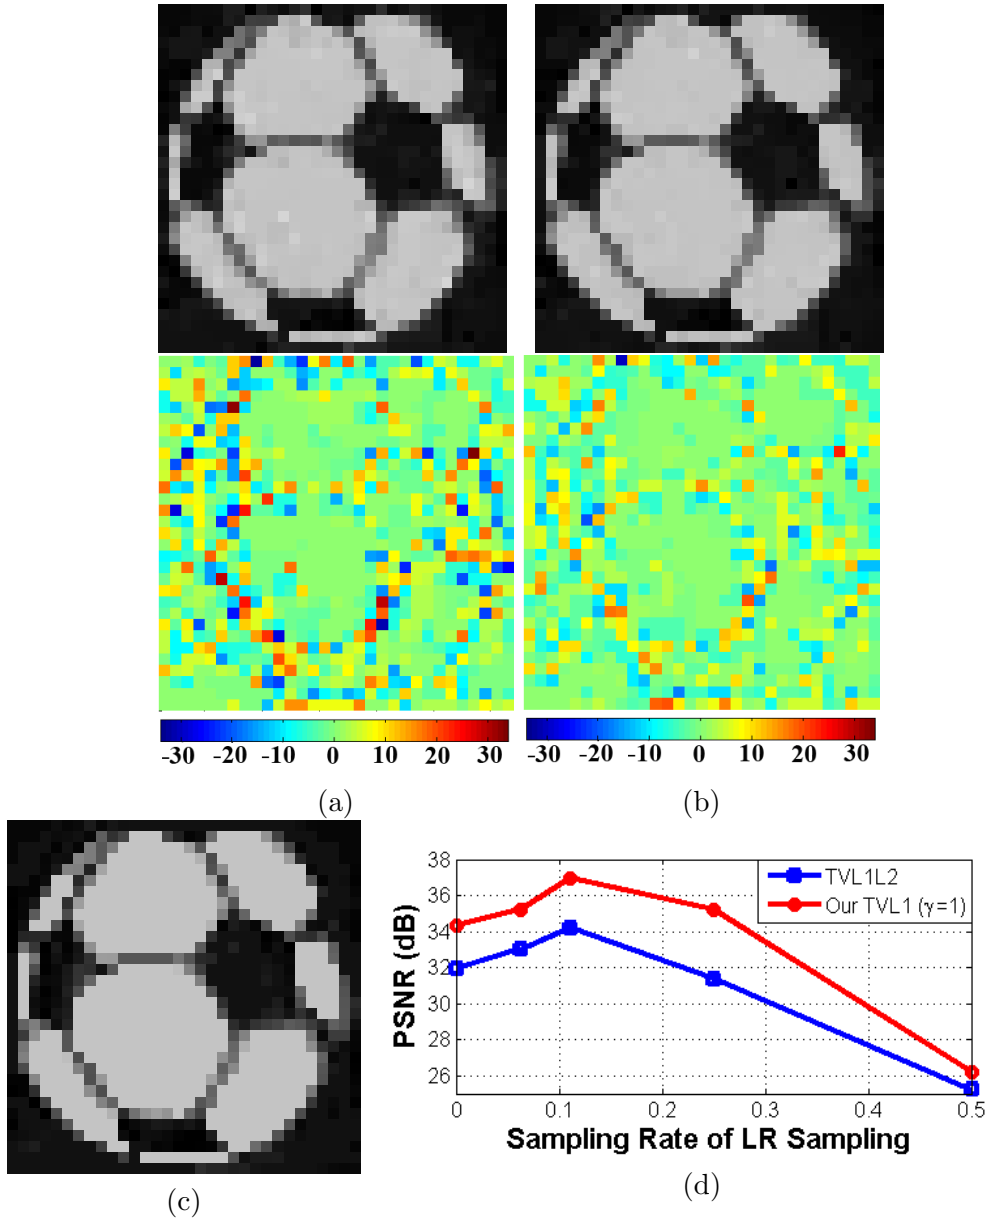 -30 -20 -10 0 10 20 30
-30 -20 -10 0 10 20 30
(a)
(b)
(c)
38
36
34
32
30
28
26
PSNR (dB)
TVL1L2
Our TVL1 (γ=1)
0 0.1 0.2 0.3 0.4 0.5
Sampling Rate of LR Sampling
(d)